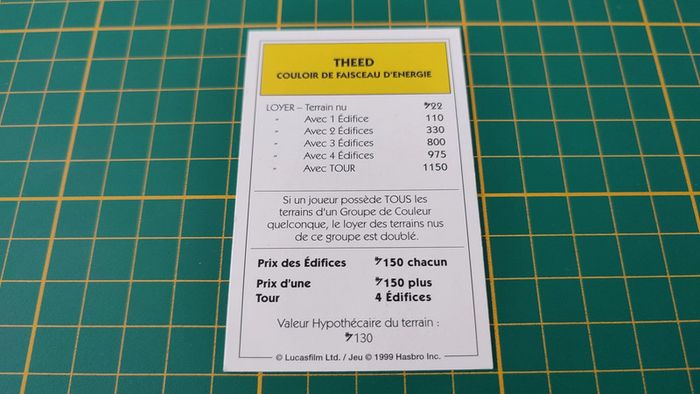 THEED
COULOIR DE FAISCEAU D'ENERGIE
LOYER – Terrain nu 22
" Avec 1 Édifice 110
" Avec 2 Édifices 330
" Avec 3 Édifices 800
" Avec 4 Édifices 975
" Avec TOUR 1150
Si un joueur possède TOUS les
terrains d'un Groupe de Couleur
quelconque, le loyer des terrains nus
de ce groupe est doublé.
Prix des Édifices 150 chacun
Prix d'une 150 plus
Tour 4 Édifices
Valeur Hypothécaire du terrain :
130
© Lucasfilm Ltd. / Jeu © 1999 Hasbro Inc.